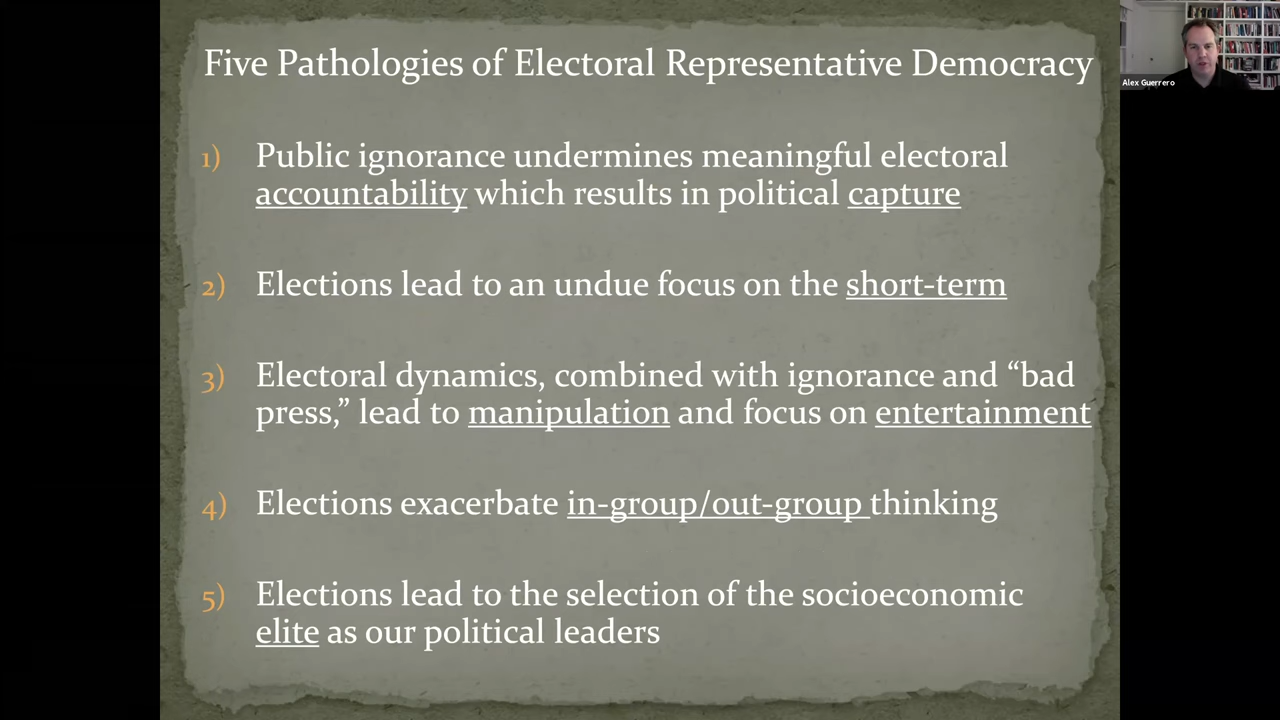 Five Pathologies of Electoral Representative Democracy
Alex Guerrero
1) Public ignorance undermines meaningful electoral
accountability which results in political capture
2) Elections lead to an undue focus on the short-term
3) Electoral dynamics, combined with ignorance and “bad
press,” lead to manipulation and focus on entertainment
4) Elections exacerbate in-group/out-group thinking
5) Elections lead to the selection of the socioeconomic
elite as our political leaders